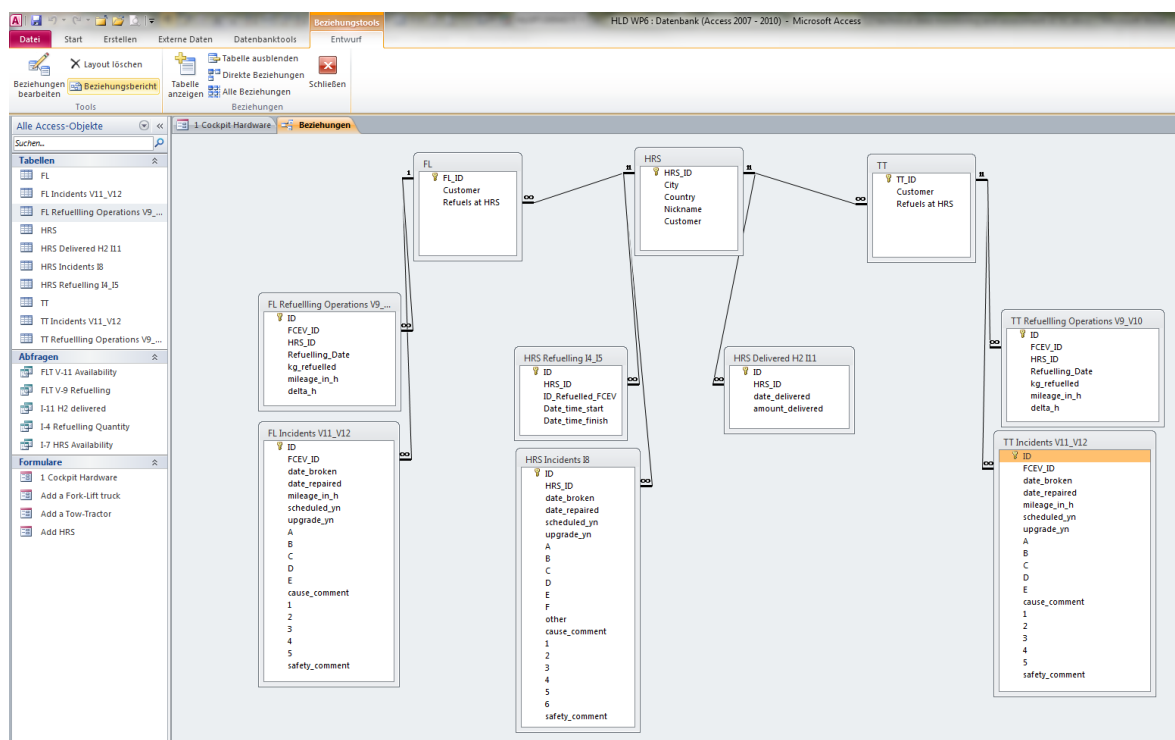 HLD WP6 : Datenbank (Access 2007 - 2010) - Microsoft Access
Beziehungstools
Datei Start Erstellen Externe Daten Datenbanktools Entwurf
Beziehungen bearbeiten
Layout löschen
Beziehungsbericht
Tools
Tabelle anzeigen
Tabelle ausblenden
Direkte Beziehungen
Alle Beziehungen
Schließen
Beziehungen
Alle Access-Objekte
Suchen...
Tabellen
FL
FL Incidents V11_V12
FL Refuellling Operations V9_...
HRS
HRS Delivered H2 I11
HRS Incidents I8
HRS Refuelling I4_I5
TT
TT Incidents V11_V12
TT Refuellling Operations V9_...
Abfragen
FLT V-11 Availability
FLT V-9 Refuelling
I-11 H2 delivered
I-4 Refuelling Quantity
I-7 HRS Availability
Formulare
1 Cockpit Hardware
Add a Fork-Lift truck
Add a Tow-Tractor
Add HRS
1 Cockpit Hardware
Beziehungen
FL
FL_ID
Customer
Refuels at HRS
HRS
HRS_ID
City
Country
Nickname
Customer
TT
TT_ID
Customer
Refuels at HRS
FL Refuellling Operations V9_...
ID
FCEV_ID
HRS_ID
Refuelling_Date
kg_refuelled
mileage_in_h
delta_h
HRS Refuelling I4_I5
ID
HRS_ID
ID_Refuelled_FCEV
Date_time_start
Date_time_finish
HRS Delivered H2 I11
ID
HRS_ID
date_delivered
amount_delivered
TT Refuellling Operations V9_V10
ID
FCEV_ID
HRS_ID
Refuelling_Date
kg_refuelled
mileage_in_h
delta_h
FL Incidents V11_V12
ID
FCEV_ID
date_broken
date_repaired
mileage_in_h
scheduled_yn
upgrade_yn
A
B
C
D
E
cause_comment
1
2
3
4
5
safety_comment
HRS Incidents I8
ID
HRS_ID
date_broken
date_repaired
scheduled_yn
upgrade_yn
A
B
C
D
E
F
other
cause_comment
1
2
3
4
5
6
safety_comment
TT Incidents V11_V12
ID
FCEV_ID
date_broken
date_repaired
mileage_in_h
scheduled_yn
upgrade_yn
A
B
C
D
E
cause_comment
1
2
3
4
5
safety_comment